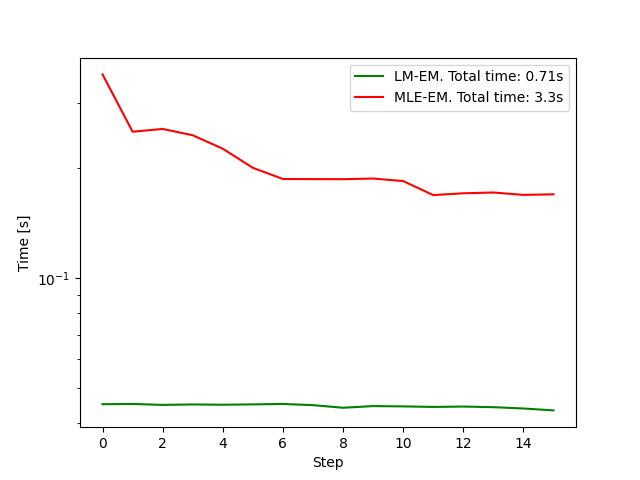 LM-EM. Total time: 0.71s
MLE-EM. Total time: 3.3s
Time [s]
10⁻¹
0 2 4 6 8 10 12 14
Step